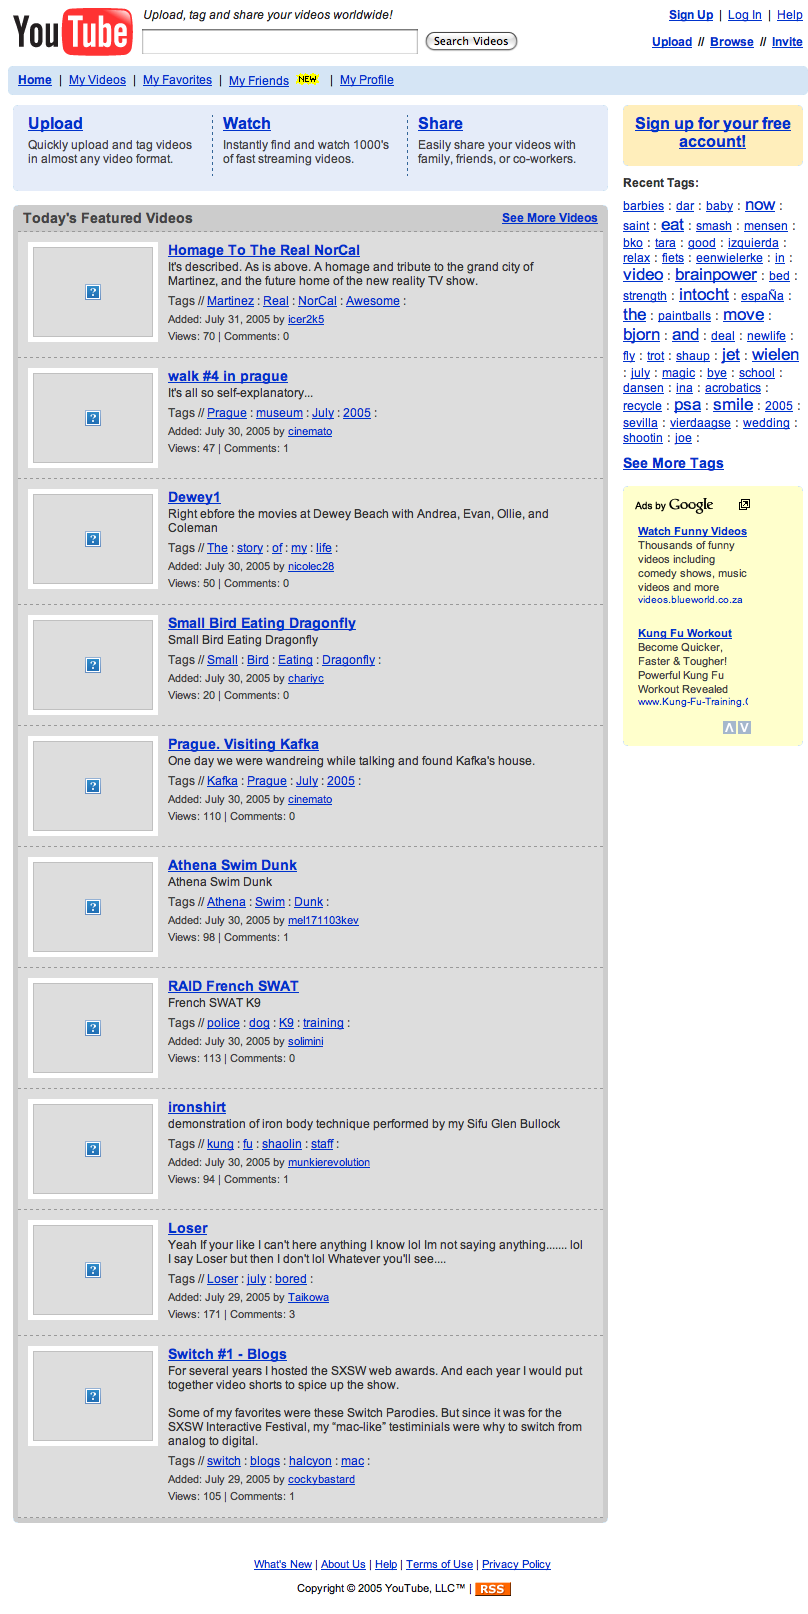 YouTube
Upload, tag and share your videos worldwide!
Search Videos
Sign Up | Log In | Help
Upload // Browse // Invite
Home | My Videos | My Favorites | My Friends NEW | My Profile
Upload
Quickly upload and tag videos
in almost any video format.
Watch
Instantly find and watch 1000's
of fast streaming videos.
Share
Easily share your videos with
family, friends, or co-workers.
Today's Featured Videos
See More Videos
Homage To The Real NorCal
It's described. As is above. A homage and tribute to the grand city of
Martinez, and the future home of the new reality TV show.
Tags // Martinez : Real : NorCal : Awesome :
Added: July 31, 2005 by icer2k5
Views: 70 | Comments: 0
walk #4 in prague
It's all so self-explanatory...
Tags // Prague : museum : July : 2005 :
Added: July 30, 2005 by cinemato
Views: 47 | Comments: 1
Dewey1
Right ebfore the movies at Dewey Beach with Andrea, Evan, Ollie, and
Coleman
Tags // The : story : of : my : life :
Added: July 30, 2005 by nicolec28
Views: 50 | Comments: 0
Small Bird Eating Dragonfly
Small Bird Eating Dragonfly
Tags // Small : Bird : Eating : Dragonfly :
Added: July 30, 2005 by chariyc
Views: 20 | Comments: 0
Prague. Visiting Kafka
One day we were wandreing while talking and found Kafka's house.
Tags // Kafka : Prague : July : 2005 :
Added: July 30, 2005 by cinemato
Views: 110 | Comments: 0
Athena Swim Dunk
Athena Swim Dunk
Tags // Athena : Swim : Dunk :
Added: July 30, 2005 by mel171103kev
Views: 98 | Comments: 1
RAID French SWAT
French SWAT K9
Tags // police : dog : K9 : training :
Added: July 30, 2005 by solimini
Views: 113 | Comments: 0
ironshirt
demonstration of iron body technique performed by my Sifu Glen Bullock
Tags // kung : fu : shaolin : staff :
Added: July 30, 2005 by munkierevolution
Views: 94 | Comments: 1
Loser
Yeah If your like I can't here anything I know lol Im not saying anything....... lol
I say Loser but then I don't lol Whatever you'll see....
Tags // Loser : july : bored :
Added: July 29, 2005 by Taikowa
Views: 171 | Comments: 3
Switch #1 - Blogs
For several years I hosted the SXSW web awards. And each year I would put
together video shorts to spice up the show.
Some of my favorites were these Switch Parodies. But since it was for the
SXSW Interactive Festival, my “mac-like” testiminials were why to switch from
analog to digital.
Tags // switch : blogs : halcyon : mac :
Added: July 29, 2005 by cockybastard
Views: 105 | Comments: 1
Sign up for your free
account!
Recent Tags:
barbies : dar : baby : now :
saint : eat : smash : mensen :
bko : tara : good : izquierda :
relax : fiets : eenwielerke : in :
video : brainpower : bed :
strength : intocht : espaÑa :
the : paintballs : move :
bjorn : and : deal : newlife :
fly : trot : shaup : jet : wielen
: july : magic : bye : school :
dansen : ina : acrobatics :
recycle : psa : smile : 2005 :
sevilla : vierdaagse : wedding :
shootin : joe :
See More Tags
Ads by Google
Watch Funny Videos
Thousands of funny
videos including
comedy shows, music
videos and more
videos.blueworld.co.za
Kung Fu Workout
Become Quicker,
Faster & Tougher!
Powerful Kung Fu
Workout Revealed
www.Kung-Fu-Training.C
What's New | About Us | Help | Terms of Use | Privacy Policy
Copyright © 2005 YouTube, LLC™ | RSS